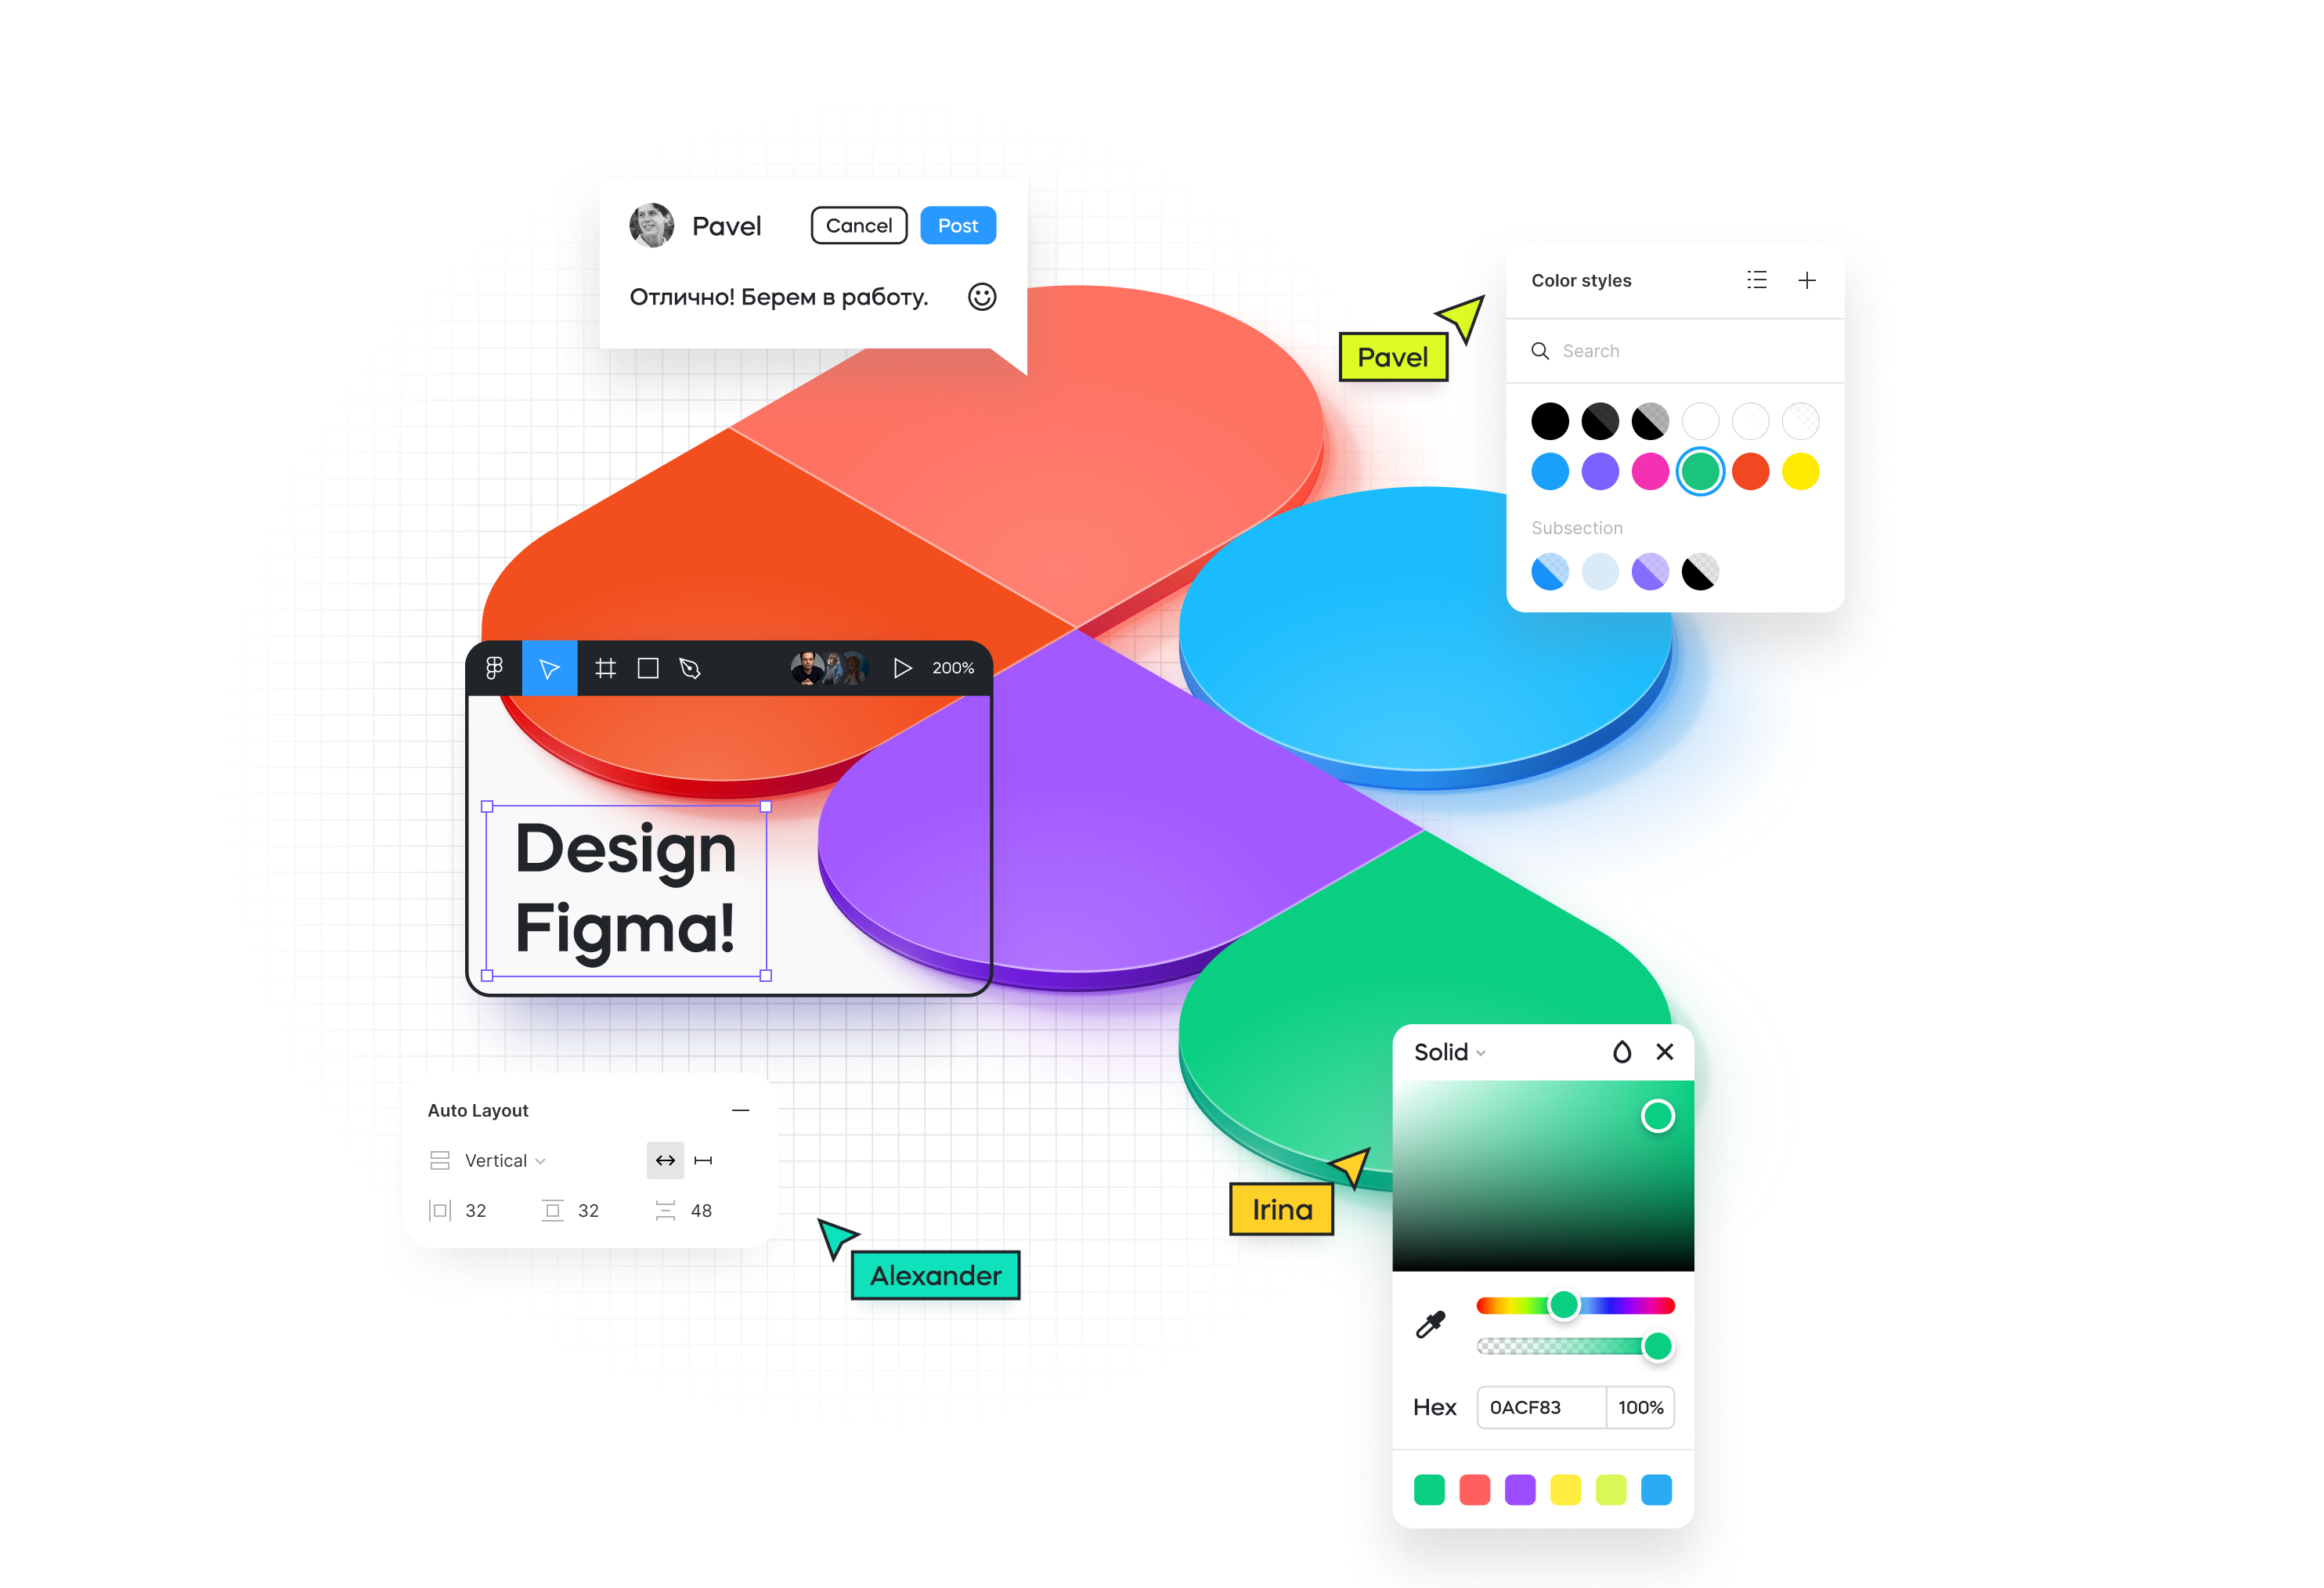 Pavel Cancel Post
Отлично! Берем в работу.
Color styles
Search
Subsection
Pavel
200%
Design
Figma!
Auto Layout
Vertical
32 32 48
Alexander
Irina
Solid
Hex 0ACF83 100%